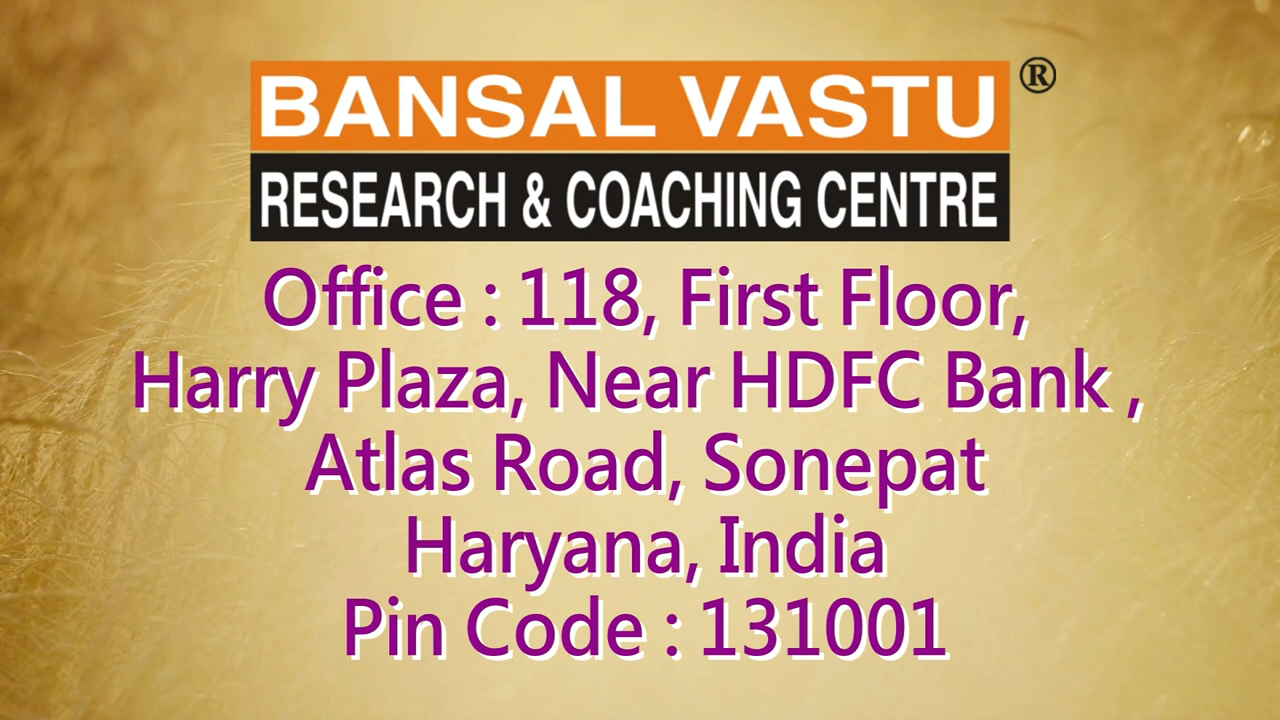 BANSAL VASTU ®
RESEARCH & COACHING CENTRE
Office : 118, First Floor,
Harry Plaza, Near HDFC Bank ,
Atlas Road, Sonepat
Haryana, India
Pin Code : 131001